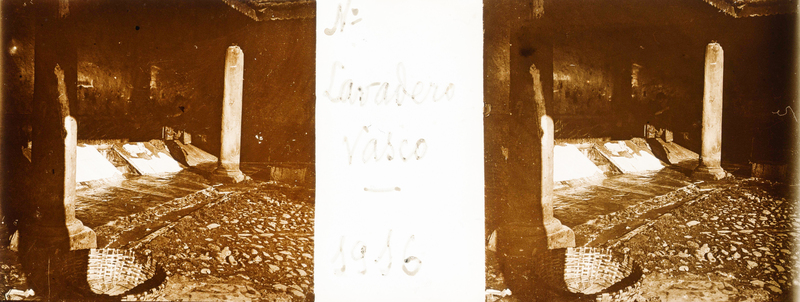 Nº
Lavadero
Vasco
1916